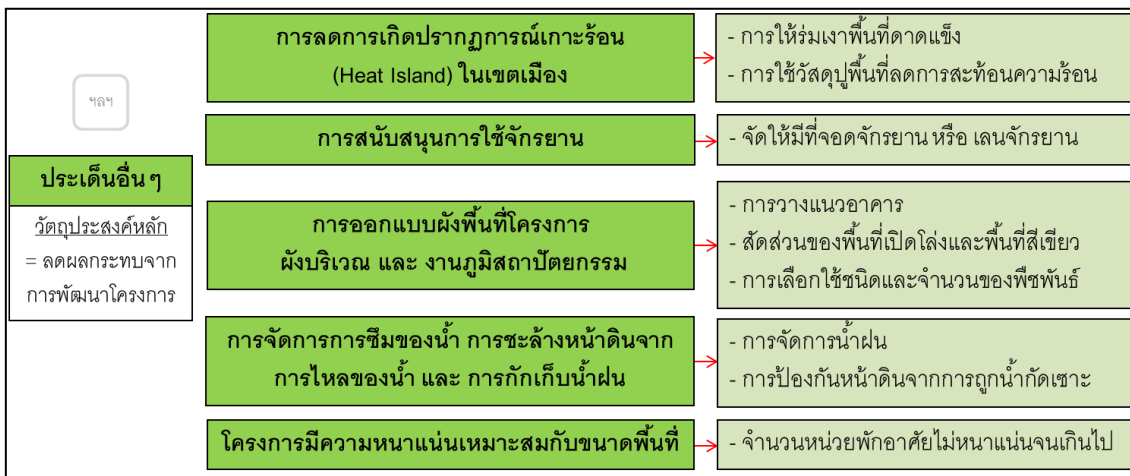 ฯลฯ
ประเด็นอื่น ๆ
วัตถุประสงค์หลัก
= ลดผลกระทบจาก
การพัฒนาโครงการ
การลดการเกิดปรากฏการณ์เกาะร้อน
(Heat Island) ในเขตเมือง
- การให้ร่มเงาพื้นที่ดาดแข็ง
- การใช้วัสดุปูพื้นที่ลดการสะท้อนความร้อน
การสนับสนุนการใช้จักรยาน
- จัดให้มีที่จอดจักรยาน หรือ เลนจักรยาน
การออกแบบผังพื้นที่โครงการ
ผังบริเวณ และ งานภูมิสถาปัตยกรรม
- การวางแนวอาคาร
- สัดส่วนของพื้นที่เปิดโล่งและพื้นที่สีเขียว
- การเลือกใช้ชนิดและจำนวนของพืชพันธ์
การจัดการการซึมของน้ำ การชะล้างหน้าดินจาก
การไหลของน้ำ และ การกักเก็บน้ำฝน
- การจัดการน้ำฝน
- การป้องกันหน้าดินจากการถูกน้ำกัดเซาะ
โครงการมีความหนาแน่นเหมาะสมกับขนาดพื้นที่
- จำนวนหน่วยพักอาศัยไม่หนาแน่นจนเกินไป